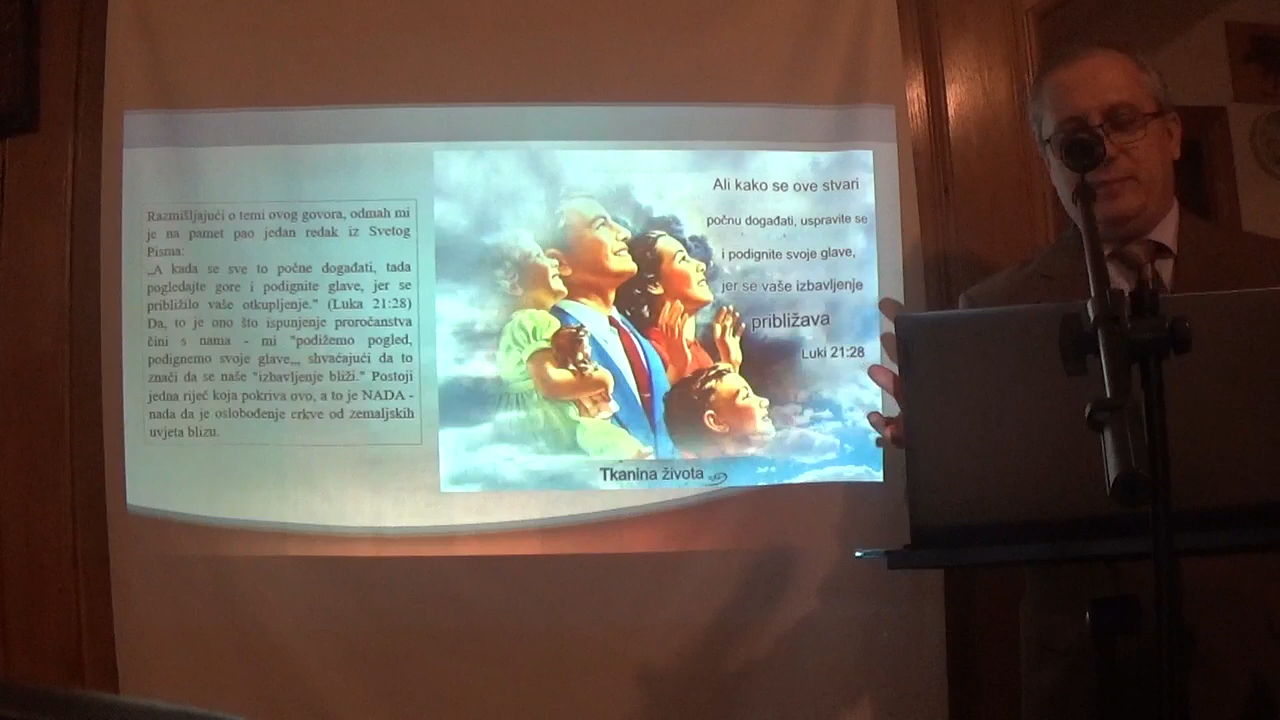 Razmišljajući o temi ovog govora, odmah mi
je na pamet pao jedan redak iz Svetog
Pisma:
„A kada se sve to počne događati, tada
pogledajte gore i podignite glave, jer se
približilo vaše otkupljenje." (Luka 21:28)
Da, to je ono što ispunjenje proročanstva
čini s nama - mi "podižemo pogled,
podignemo svoje glave„, shvaćajući da to
znači da se naše "izbavljenje bliži." Postoji
jedna riječ koja pokriva ovo, a to je NADA -
nada da je oslobođenje crkve od zemaljskih
uvjeta blizu.
Ali kako se ove stvari
počnu događati, uspravite se
i podignite svoje glave,
jer se vaše izbavljenje
približava
Luki 21:28
Tkanina života